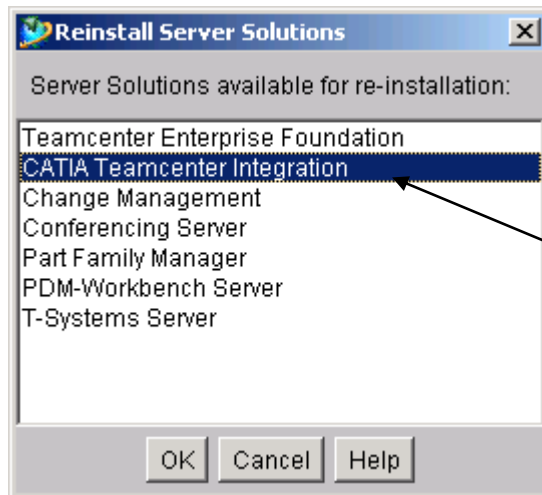 Reinstall Server Solutions
Server Solutions available for re-installation:
Teamcenter Enterprise Foundation
CATIA Teamcenter Integration
Change Management
Conferencing Server
Part Family Manager
PDM-Workbench Server
T-Systems Server
OK Cancel Help